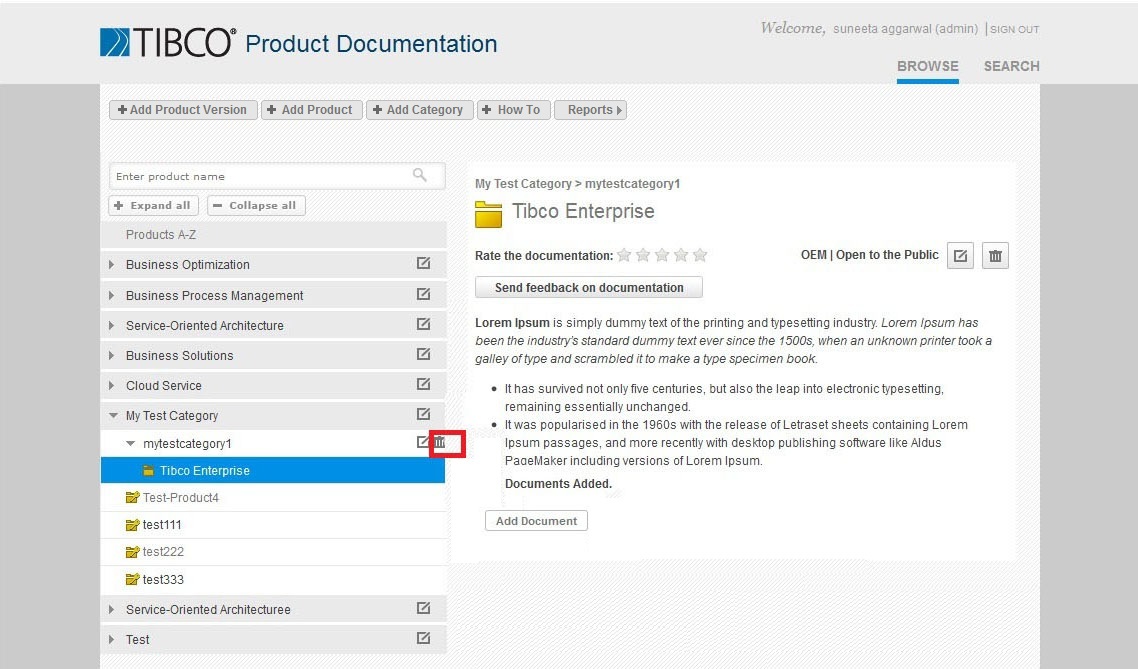 TIBCO® Product Documentation
Welcome, suneeta aggarwal (admin) | SIGN OUT
BROWSE SEARCH
Add Product Version Add Product Add Category How To Reports
Enter product name
Expand all Collapse all
Products A-Z
Business Optimization
Business Process Management
Service-Oriented Architecture
Business Solutions
Cloud Service
My Test Category
mytestcategory1
Tibco Enterprise
Test-Product4
test111
test222
test333
Service-Oriented Architecturee
Test
My Test Category > mytestcategory1
Tibco Enterprise
Rate the documentation:
OEM | Open to the Public
Send feedback on documentation
Lorem Ipsum is simply dummy text of the printing and typesetting industry. Lorem Ipsum has
been the industry's standard dummy text ever since the 1500s, when an unknown printer took a
galley of type and scrambled it to make a type specimen book.
• It has survived not only five centuries, but also the leap into electronic typesetting,
remaining essentially unchanged.
• It was popularised in the 1960s with the release of Letraset sheets containing Lorem
Ipsum passages, and more recently with desktop publishing software like Aldus
PageMaker including versions of Lorem Ipsum.
Documents Added.
Add Document